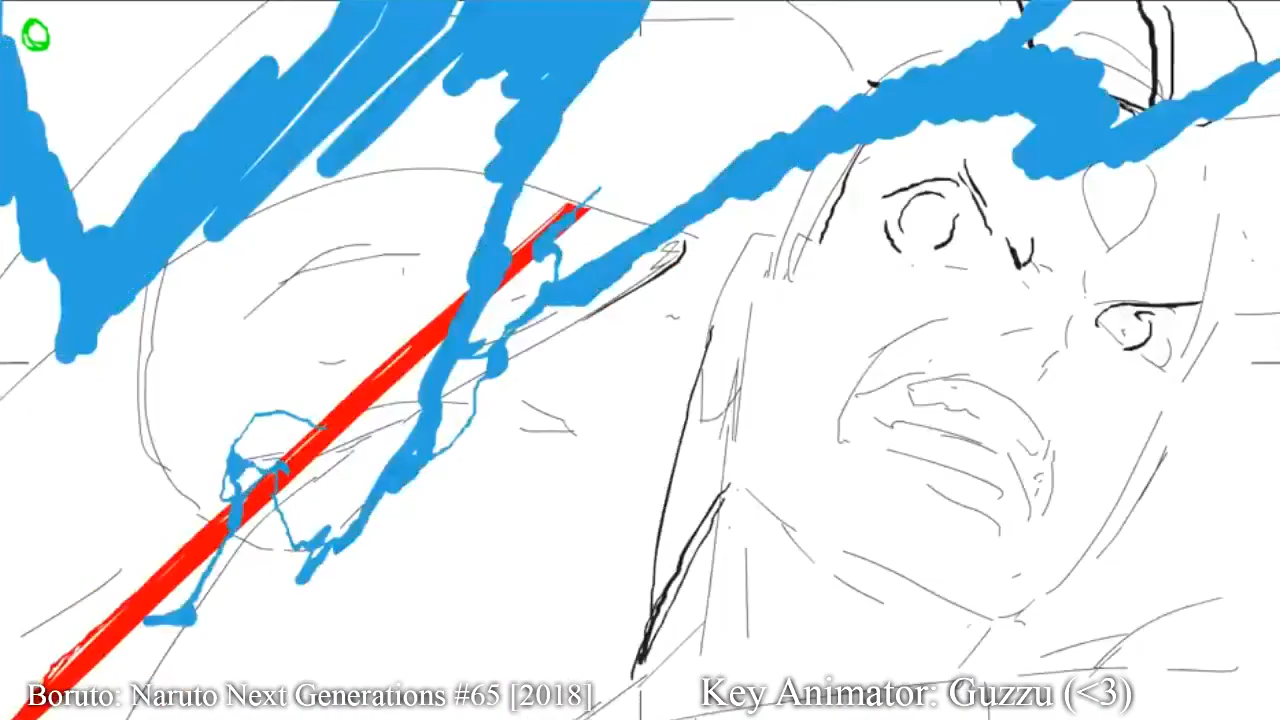 Boruto: Naruto Next Generations #65 [2018]
Key Animator: Guzzu (<3)